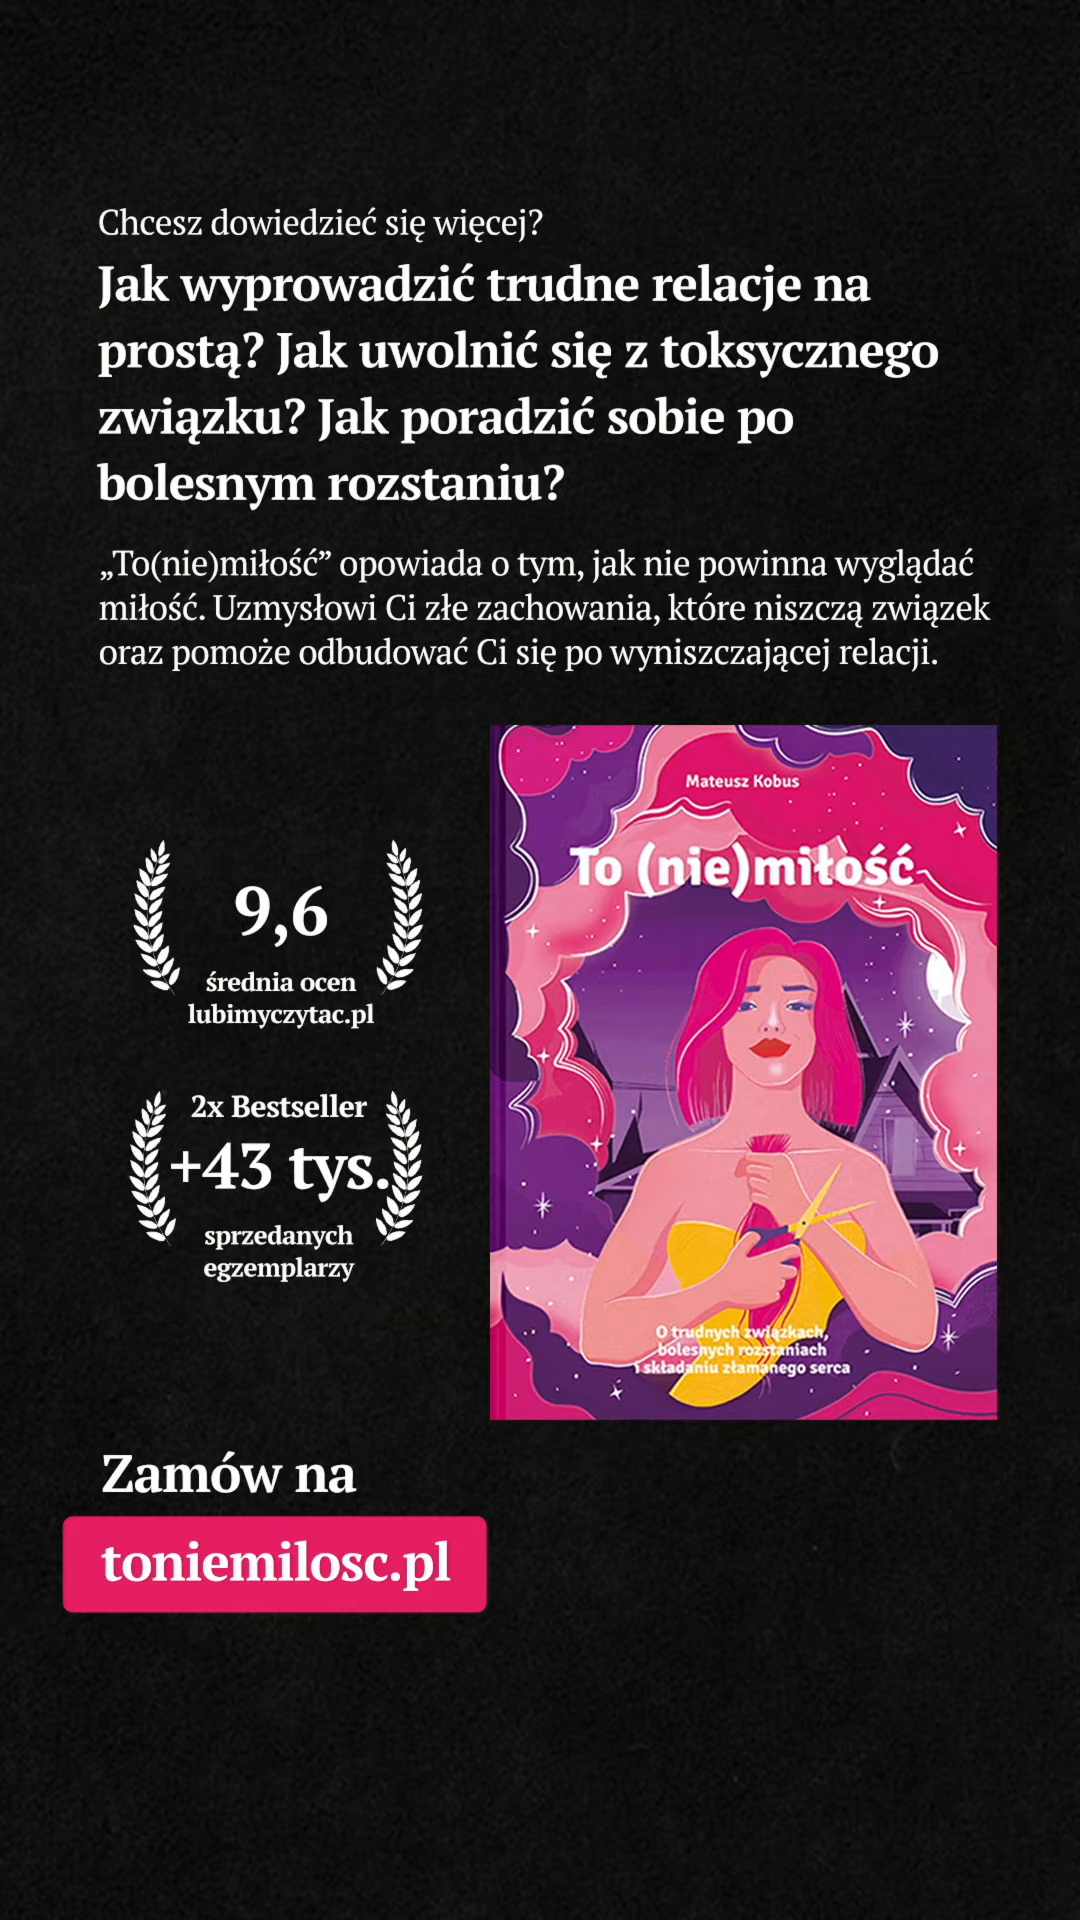 Chcesz dowiedzieć się więcej?
Jak wyprowadzić trudne relacje na
prostą? Jak uwolnić się z toksycznego
związku? Jak poradzić sobie po
bolesnym rozstaniu?
„To(nie)miłość” opowiada o tym, jak nie powinna wyglądać
miłość. Uzmysłowi Ci złe zachowania, które niszczą związek
oraz pomoże odbudować Ci się po wyniszczającej relacji.
9,6
średnia ocen
lubimyczytac.pl
2x Bestseller
+43 tys.
sprzedanych
egzemplarzy
Mateusz Kobus
To (nie)miłość
O trudnych związkach,
bolesnych rozstaniach
i składaniu złamanego serca
Zamów na
toniemilosc.pl